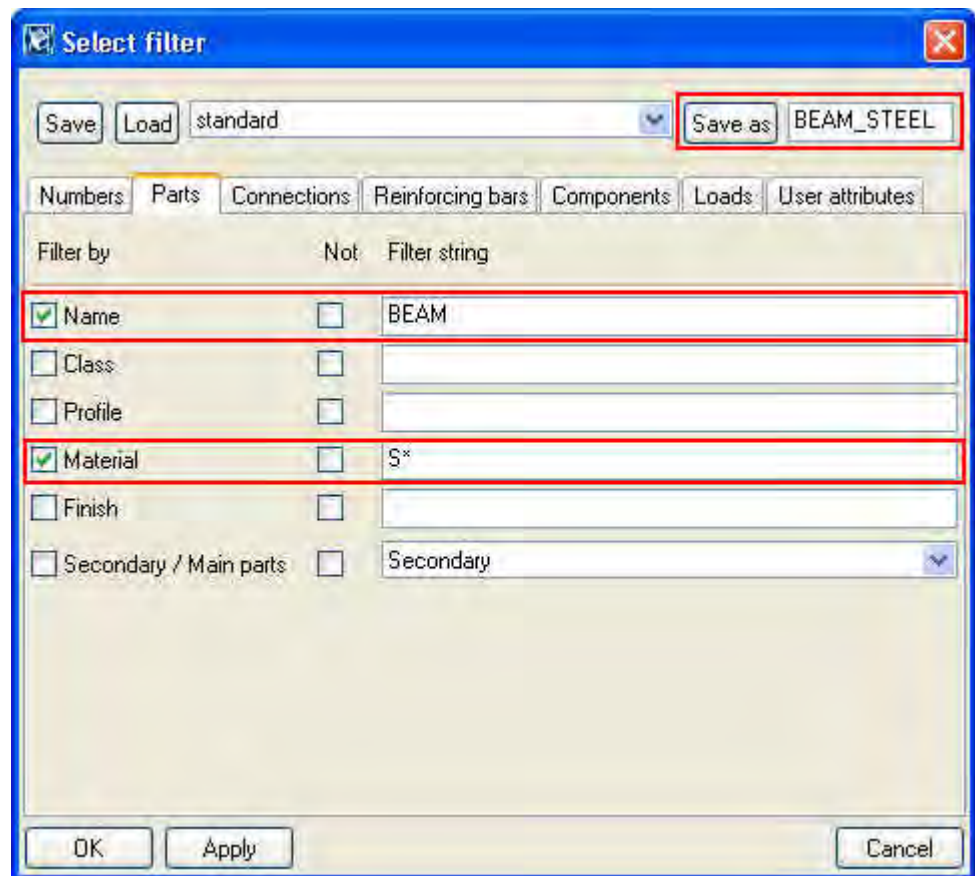 Select filter
Save Load standard Save as BEAM_STEEL
Numbers Parts Connections Reinforcing bars Components Loads User attributes
Filter by Not Filter string
Name BEAM
Class
Profile
Material S*
Finish
Secondary / Main parts Secondary
OK Apply Cancel